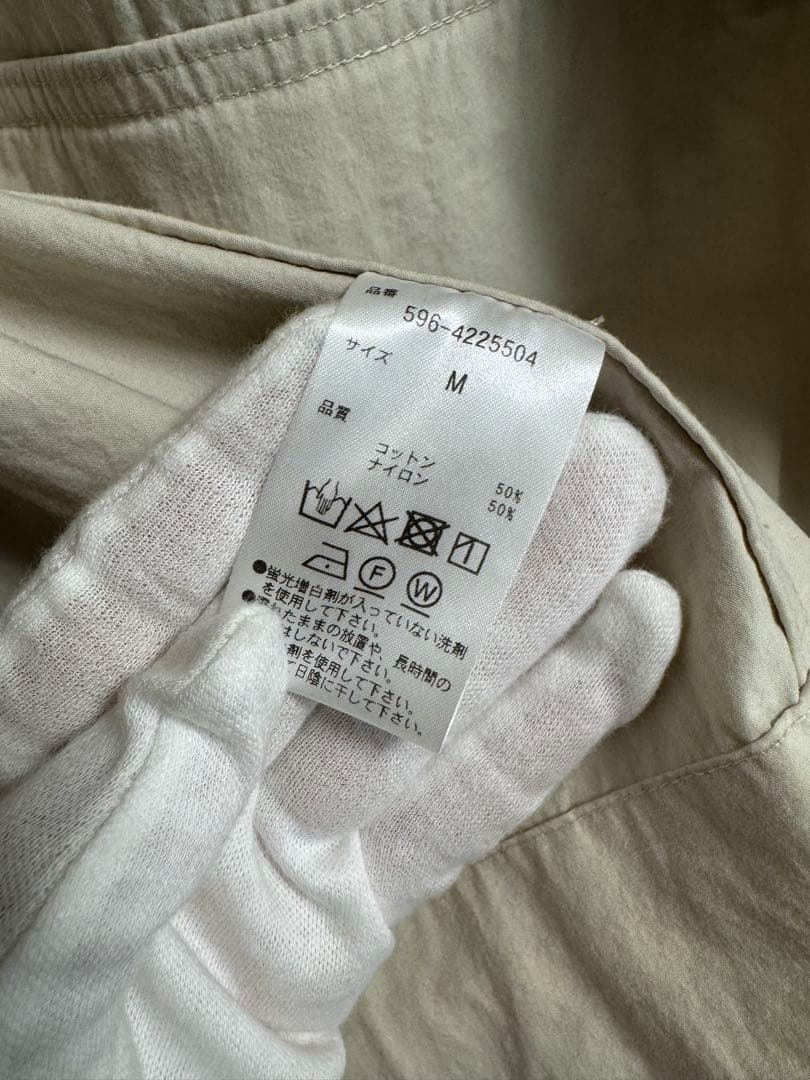 品番
596-4225504
サイズ
M
品質
コットン 50%
ナイロン 50%
F W
●蛍光増白剤が入っていない洗剤
を使用して下さい。
れたままの放置や、長時間の
はしないで下さい。
剤を使用して下さい。
て日陰に干して下さい。